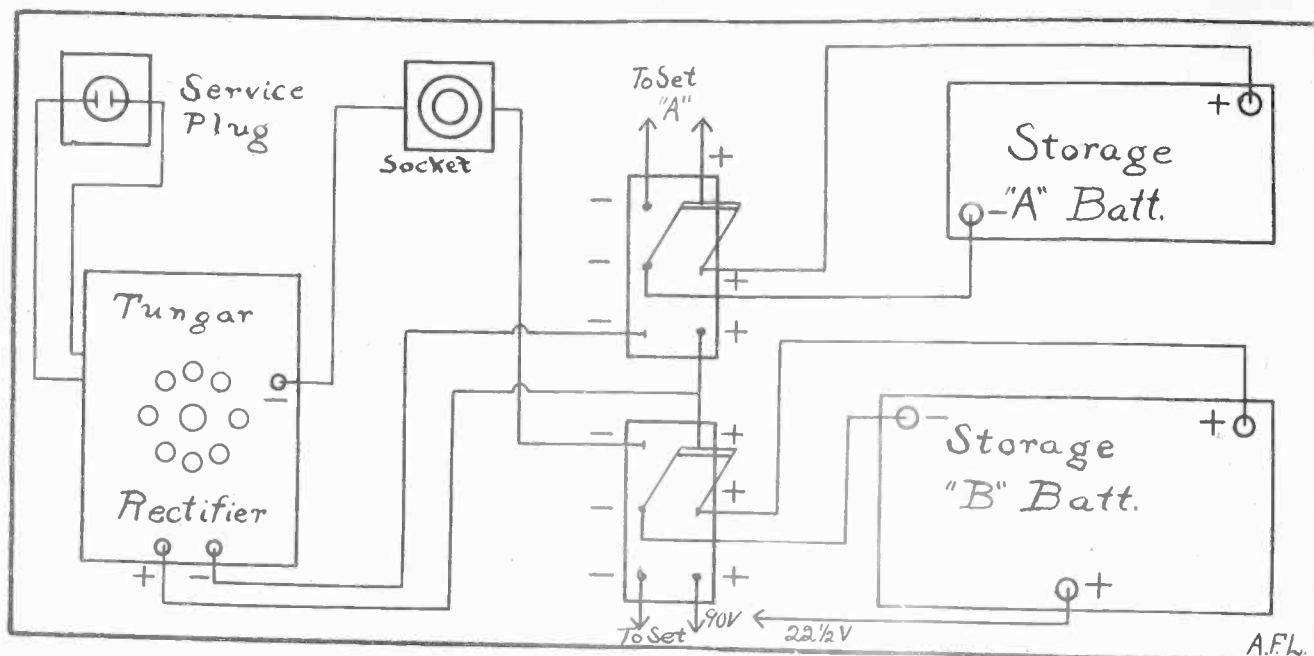 Service
Plug
Socket
To Set
"A"
+
−
−
+
−
+
+
Storage
−
"A" Batt.
Tungar
−
Rectifier
+
−
−
+
−
+
−
+
To Set
90V
22½V
−
+
Storage
"B" Batt.
+
A.F.L.